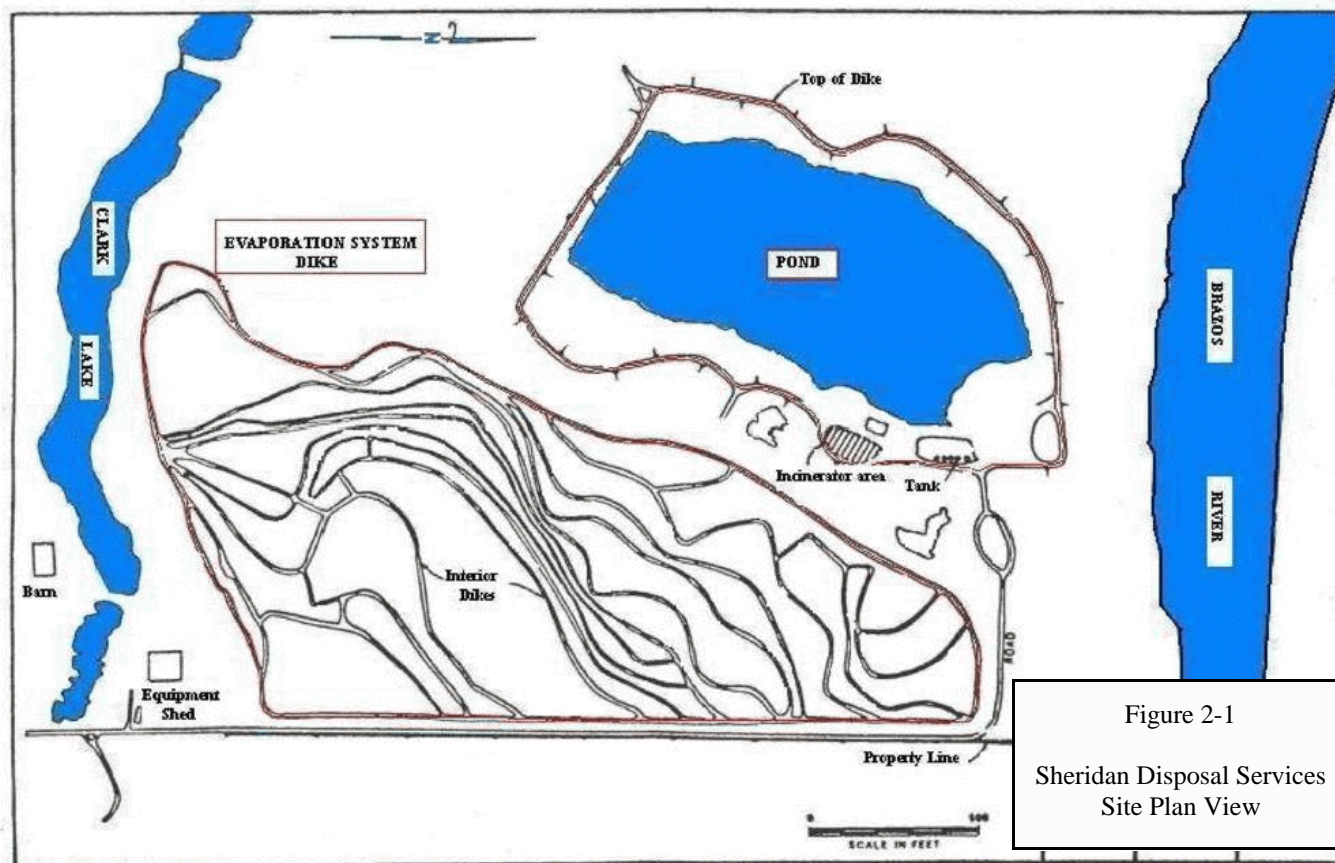 N
Top of Dike
CLARK
LAKE
EVAPORATION SYSTEM
DIKE
POND
BRAZOS
RIVER
Incinerator area
Tank
Interior
Dikes
Barn
Equipment
Shed
ROAD
Property Line
0
SCALE IN FEET
Figure 2-1
Sheridan Disposal Services
Site Plan View